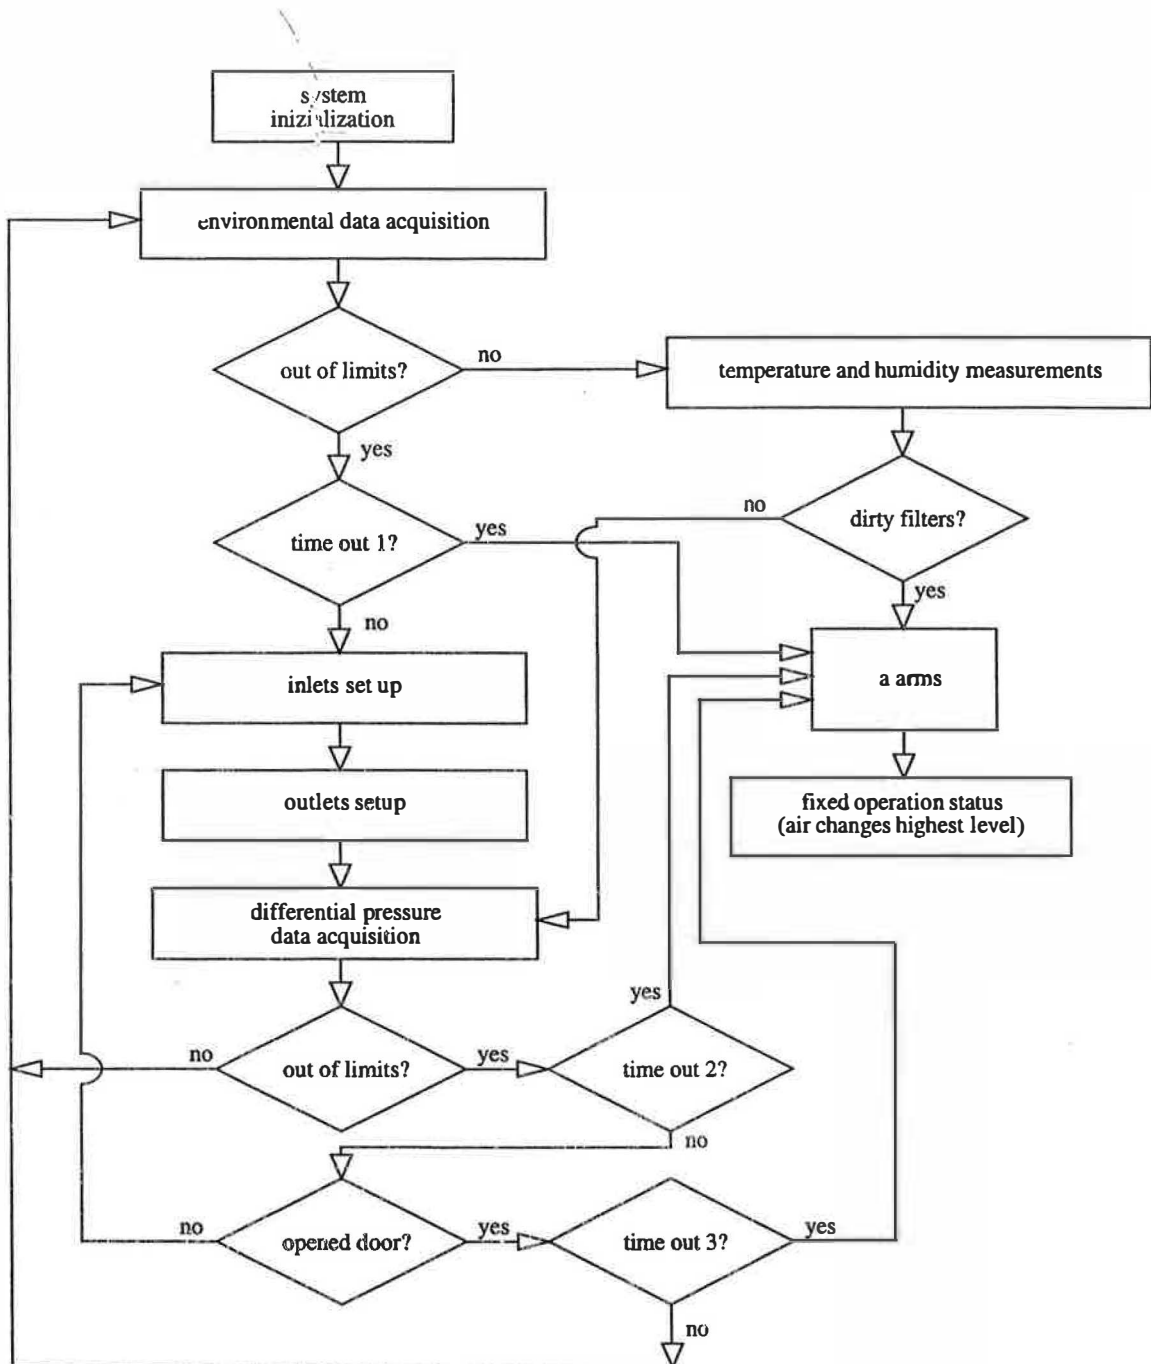 system
inizialization
environmental data acquisition
out of limits?
no
temperature and humidity measurements
yes
time out 1?
yes
no
dirty filters?
yes
no
inlets set up
a arms
outlets setup
fixed operation status
(air changes highest level)
differential pressure
data acquisition
yes
no
out of limits?
yes
time out 2?
no
no
opened door?
yes
time out 3?
yes
no